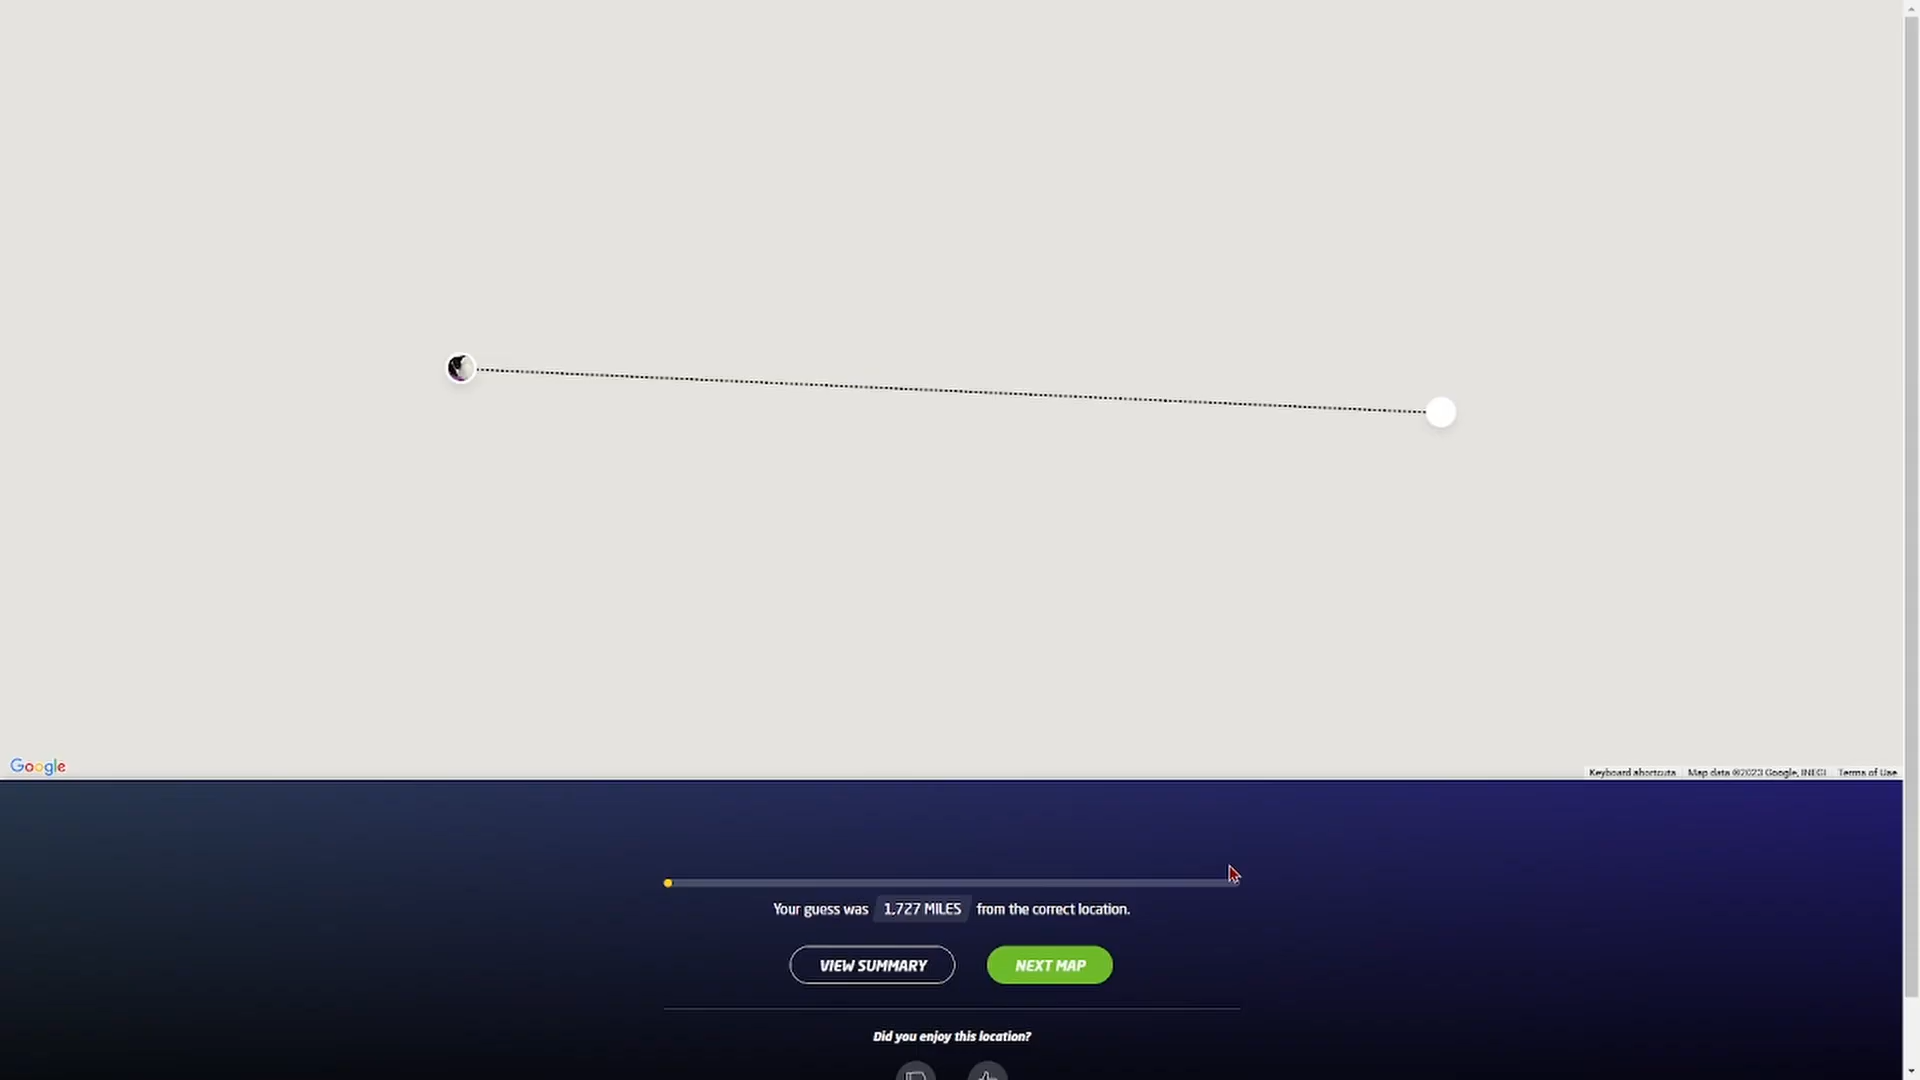 Google
Keyboard shortcuts Map data ©2023 Google, INEGI Terms of Use
Your guess was 1,727 MILES from the correct location.
VIEW SUMMARY NEXT MAP
Did you enjoy this location?